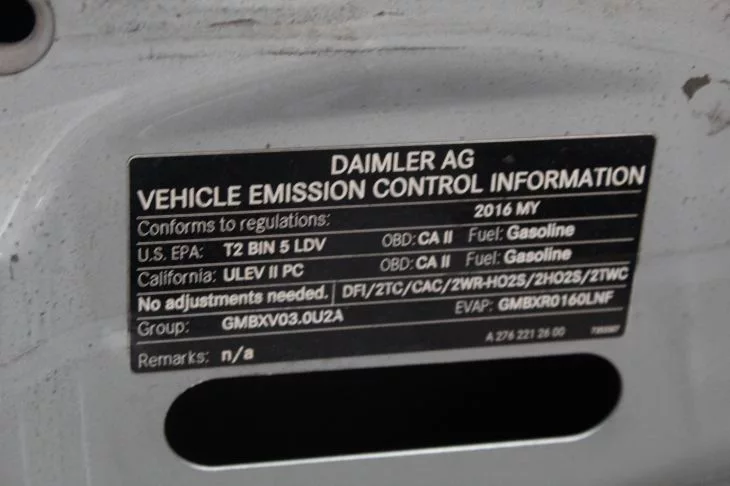 DAIMLER AG
VEHICLE EMISSION CONTROL INFORMATION
Conforms to regulations: 2016 MY
U.S. EPA: T2 BIN 5 LDV OBD: CA II Fuel: Gasoline
California: ULEV II PC OBD: CA II Fuel: Gasoline
No adjustments needed. DFI/2TC/CAC/2WR-HO2S/2HO2S/2TWC
Group: GMBXV03.0U2A EVAP: GMBXR0160LNF
Remarks: n/a A 276 221 26 00